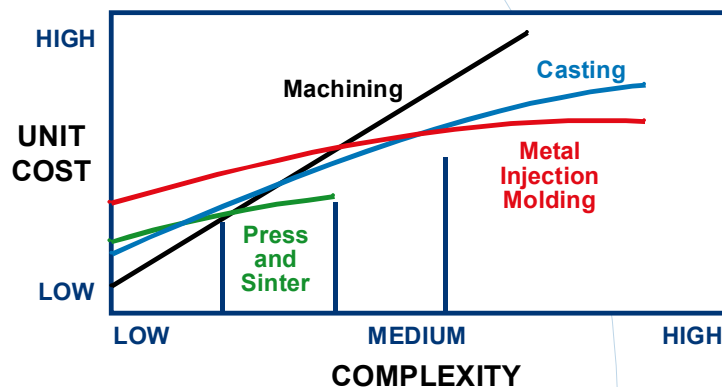 HIGH
Machining
Casting
UNIT
COST
Metal
Injection
Molding
Press
and
Sinter
LOW
LOW
MEDIUM
HIGH
COMPLEXITY